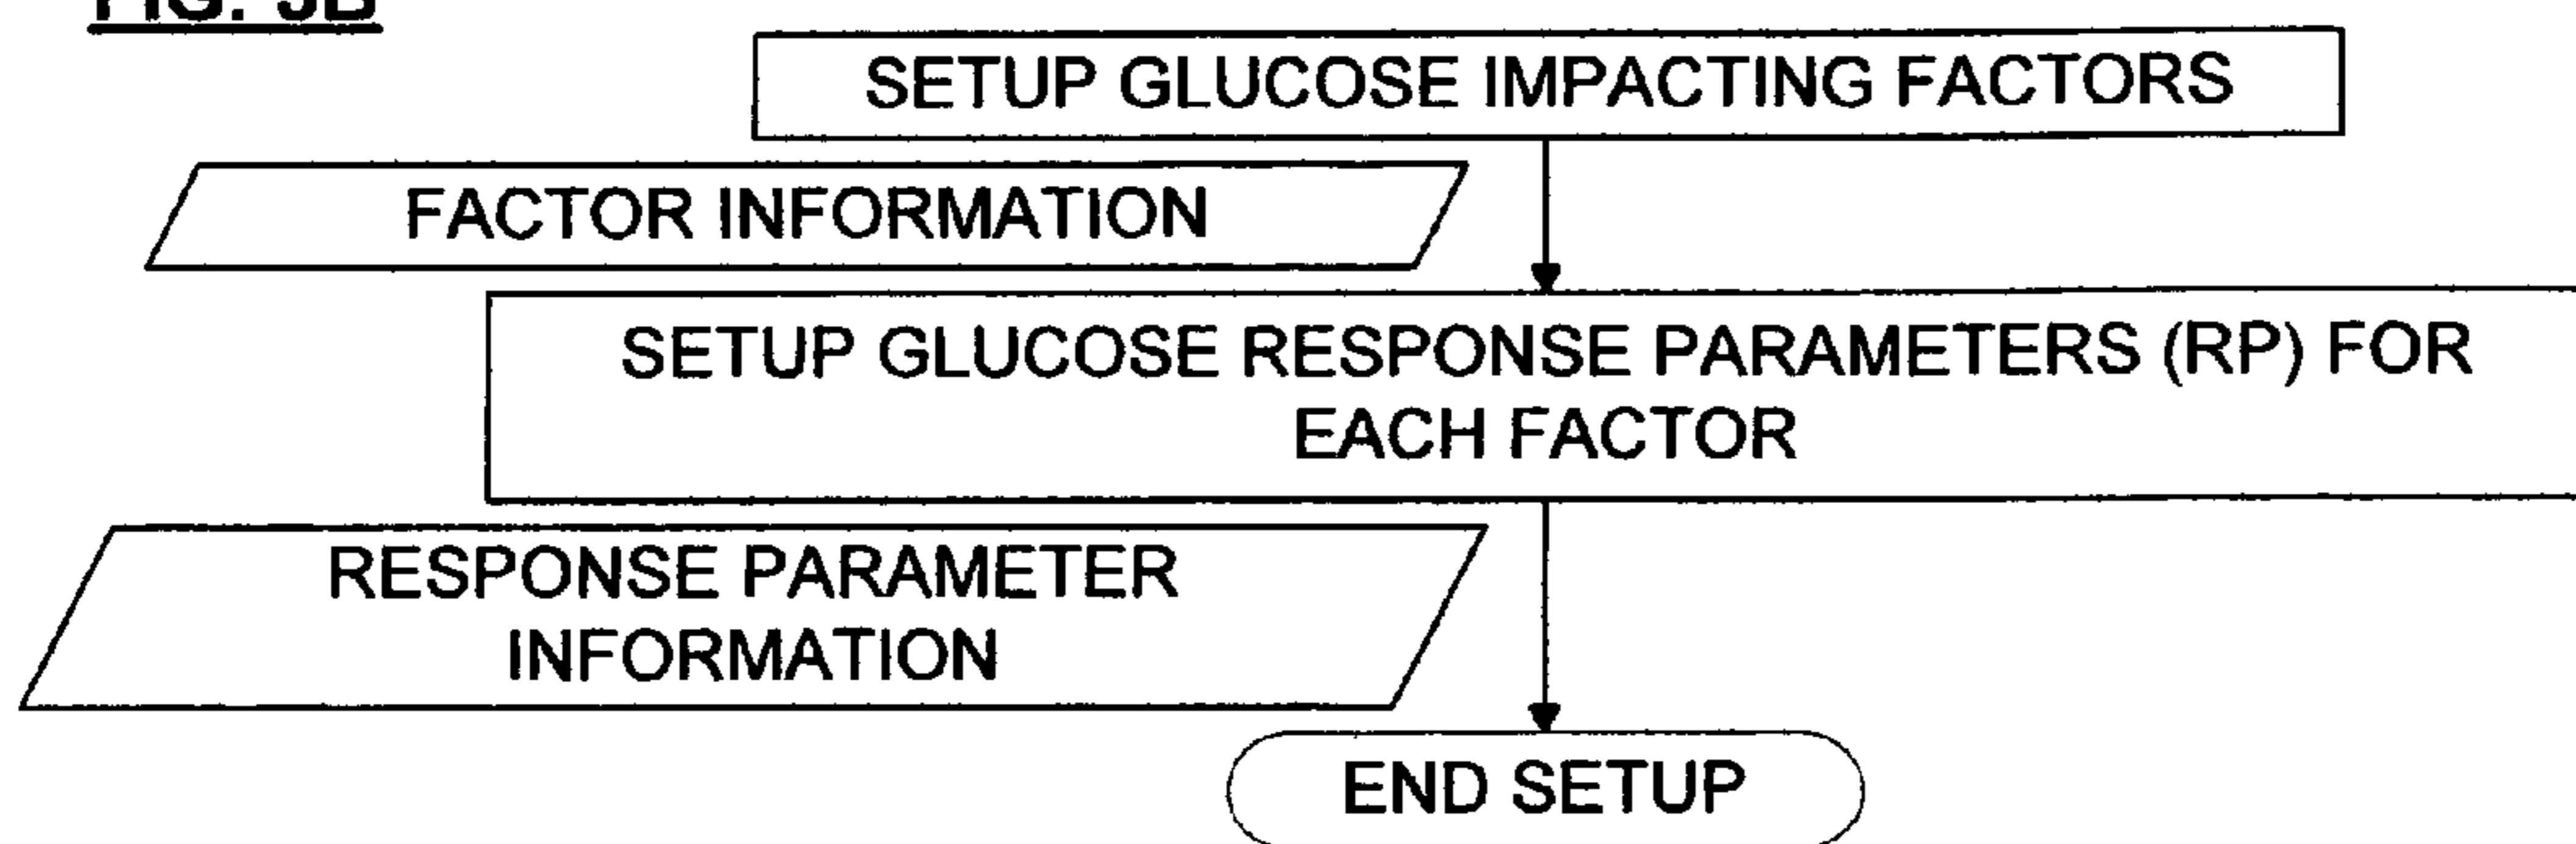 FIG.
SETUP GLUCOSE IMPACTING FACTORS
FACTOR INFORMATION
SETUP GLUCOSE RESPONSE PARAMETERS (RP) FOR
EACH FACTOR
RESPONSE PARAMETER
INFORMATION
END SETUP